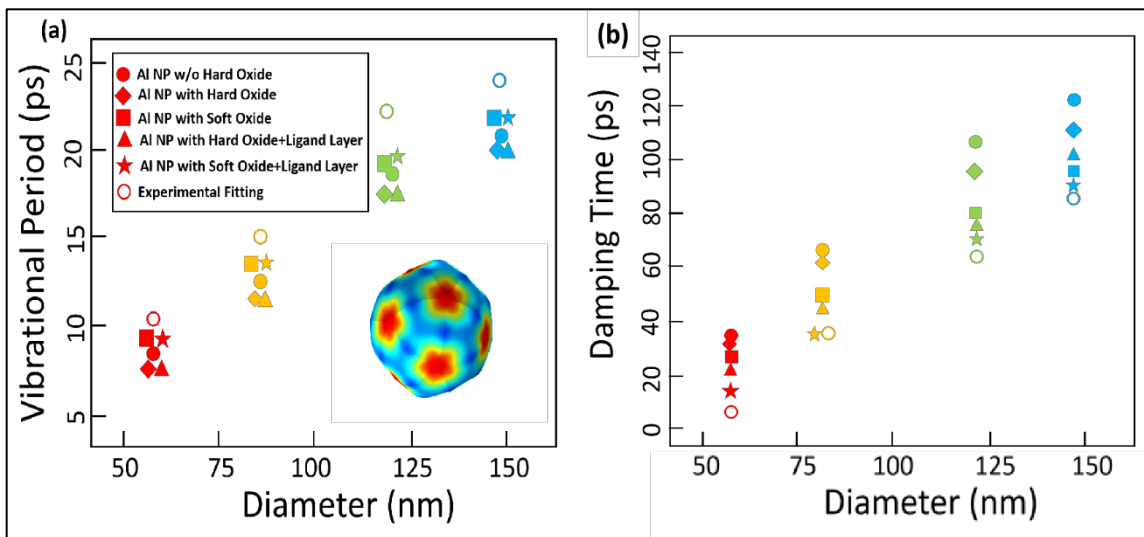 (a)
Vibrational Period (ps)
25
20
15
10
5
Al NP w/o Hard Oxide
Al NP with Hard Oxide
Al NP with Soft Oxide
Al NP with Hard Oxide+Ligand Layer
Al NP with Soft Oxide+Ligand Layer
Experimental Fitting
50 75 100 125 150
Diameter (nm)
(b)
Damping Time (ps)
140
120
100
80
60
40
20
0
50 75 100 125 150
Diameter (nm)